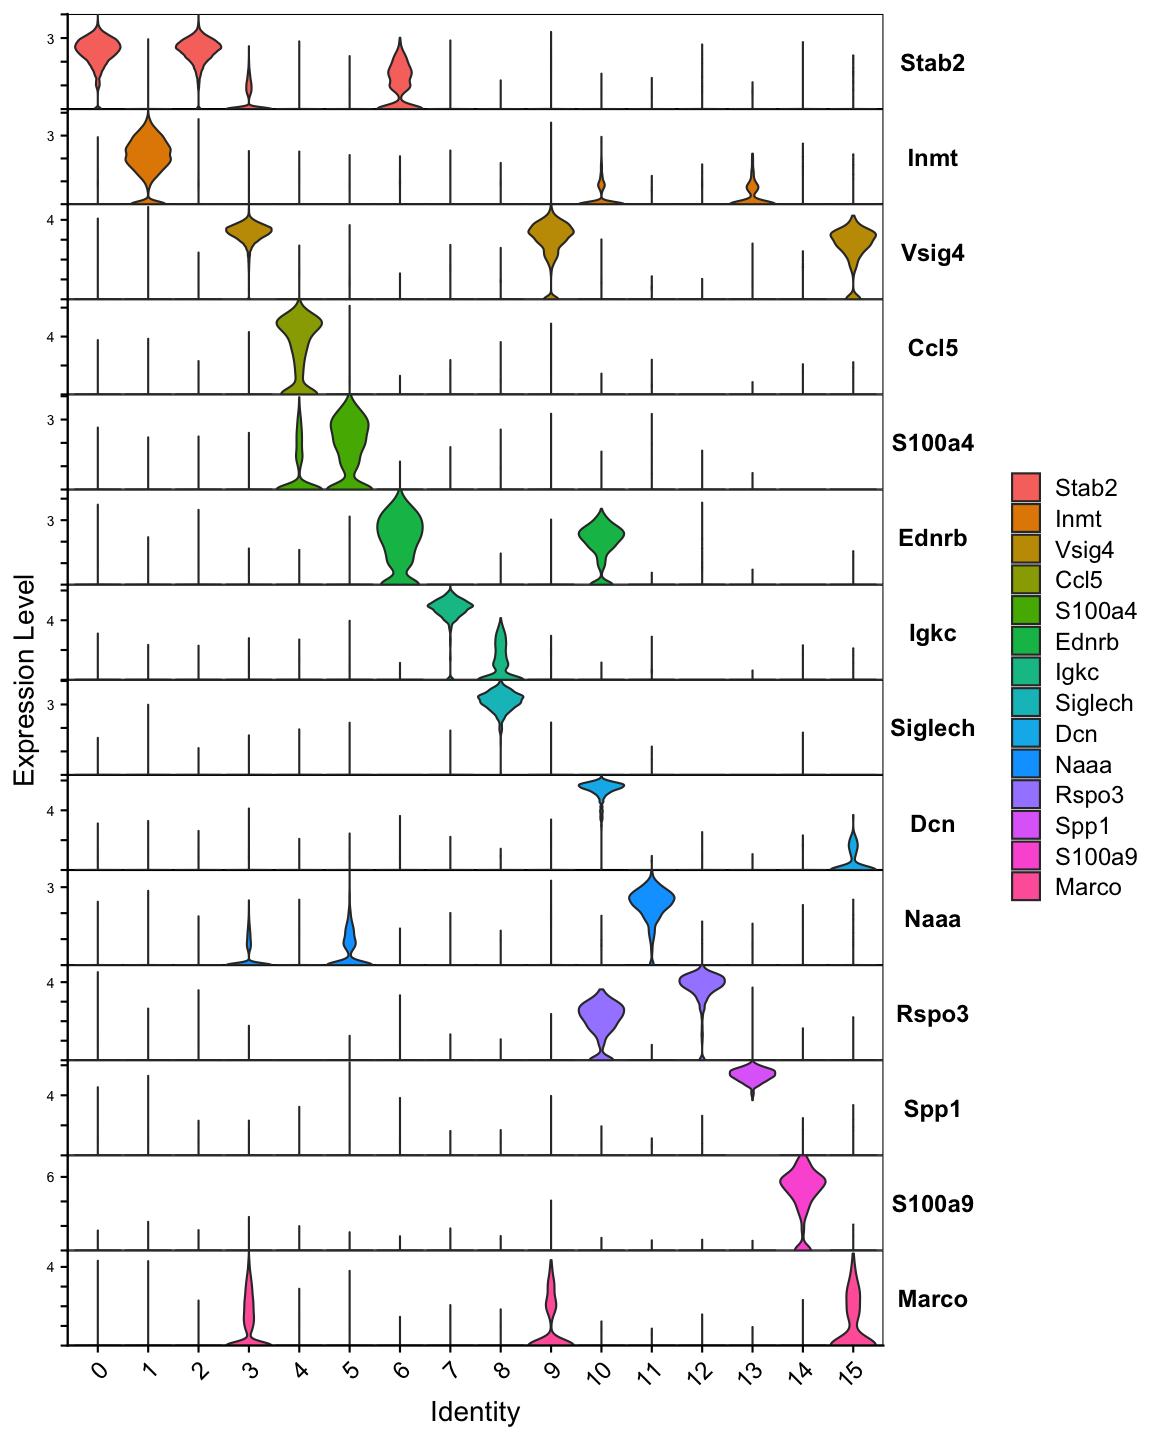 Expression Level
3
Stab2
3
Inmt
4
Vsig4
4
Ccl5
3
S100a4
3
Ednrb
4
Igkc
3
Siglech
4
Dcn
3
Naaa
4
Rspo3
4
Spp1
6
S100a9
4
Marco
0 1 2 3 4 5 6 7 8 9 10 11 12 13 14 15
Identity
Stab2
Inmt
Vsig4
Ccl5
S100a4
Ednrb
Igkc
Siglech
Dcn
Naaa
Rspo3
Spp1
S100a9
Marco